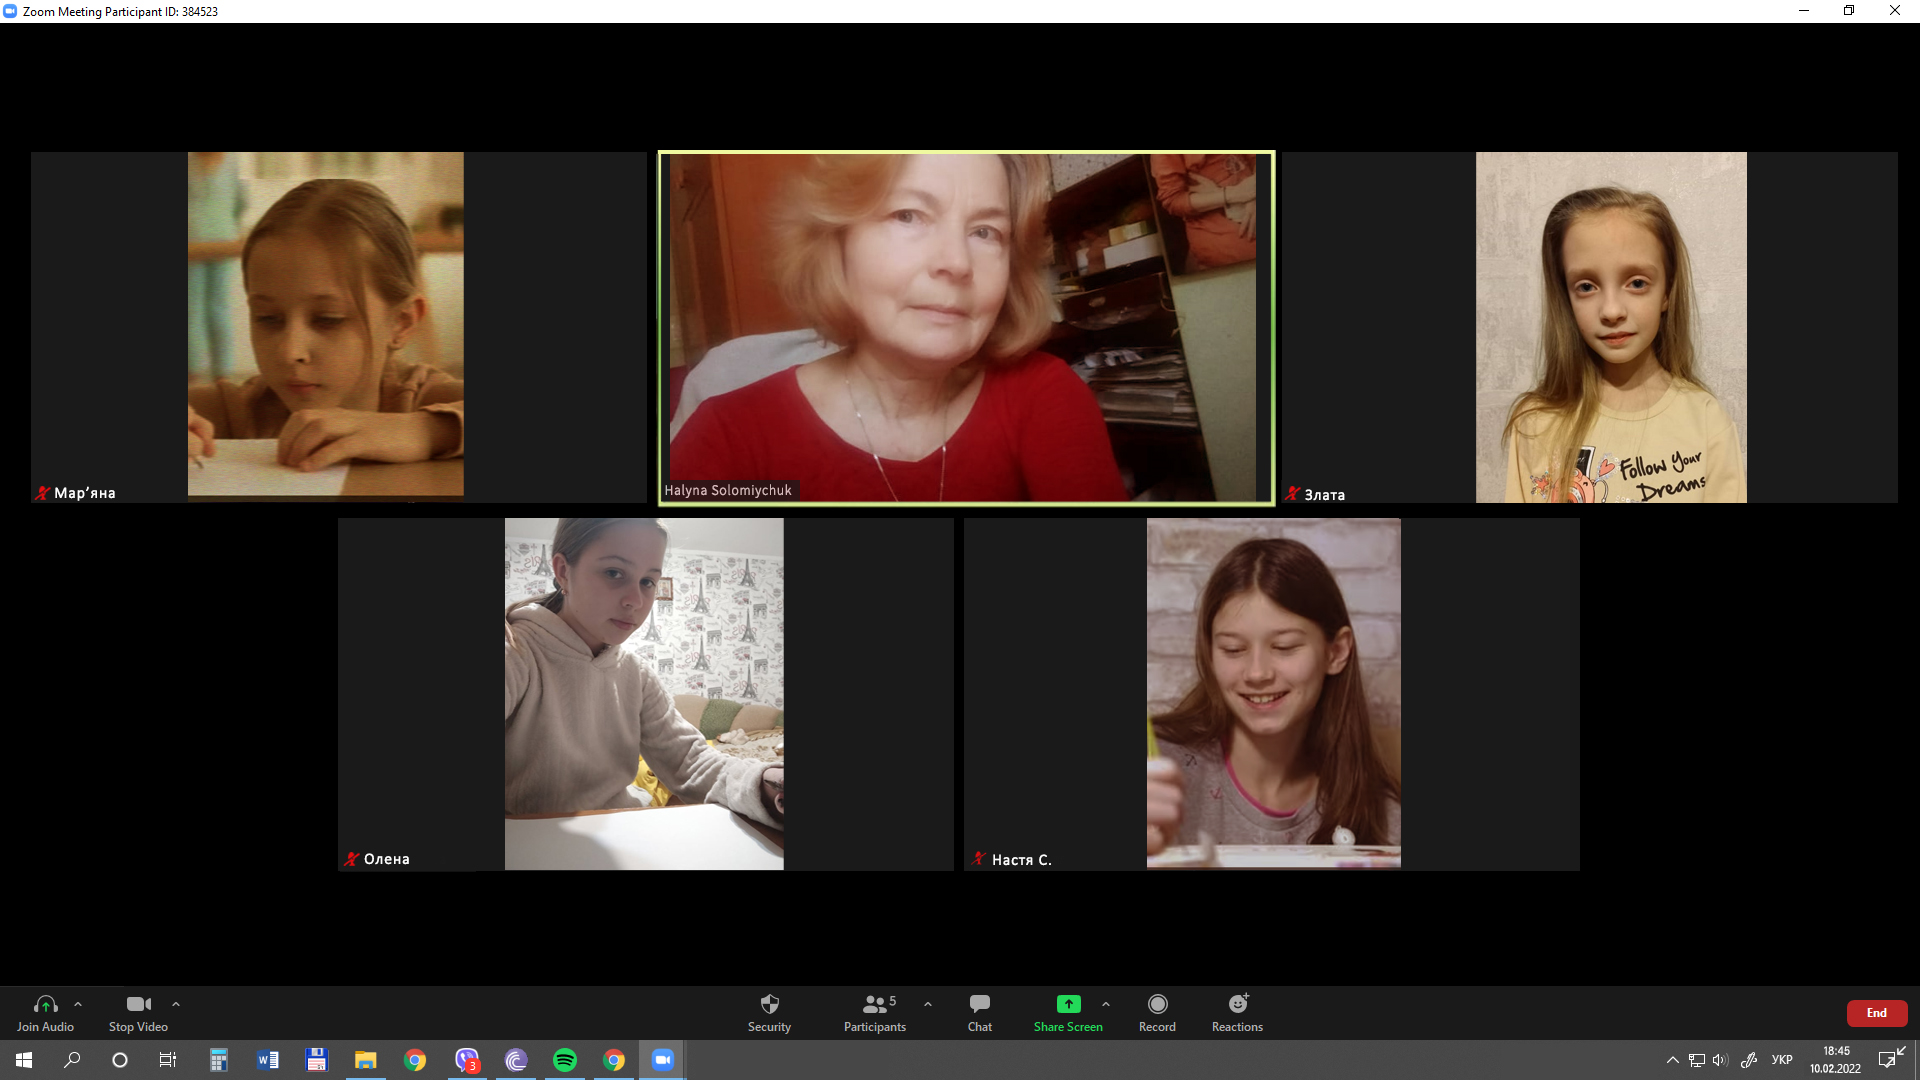 Zoom Meeting Participant ID: 384523
Мар’яна
Halyna Solomiychuk
Follow Your
Dreams
Злата
Олена
Настя С.
Join Audio
Stop Video
Security
5
Participants
Chat
Share Screen
Record
Reactions
End
3
УКР
18:45
10.02.2022